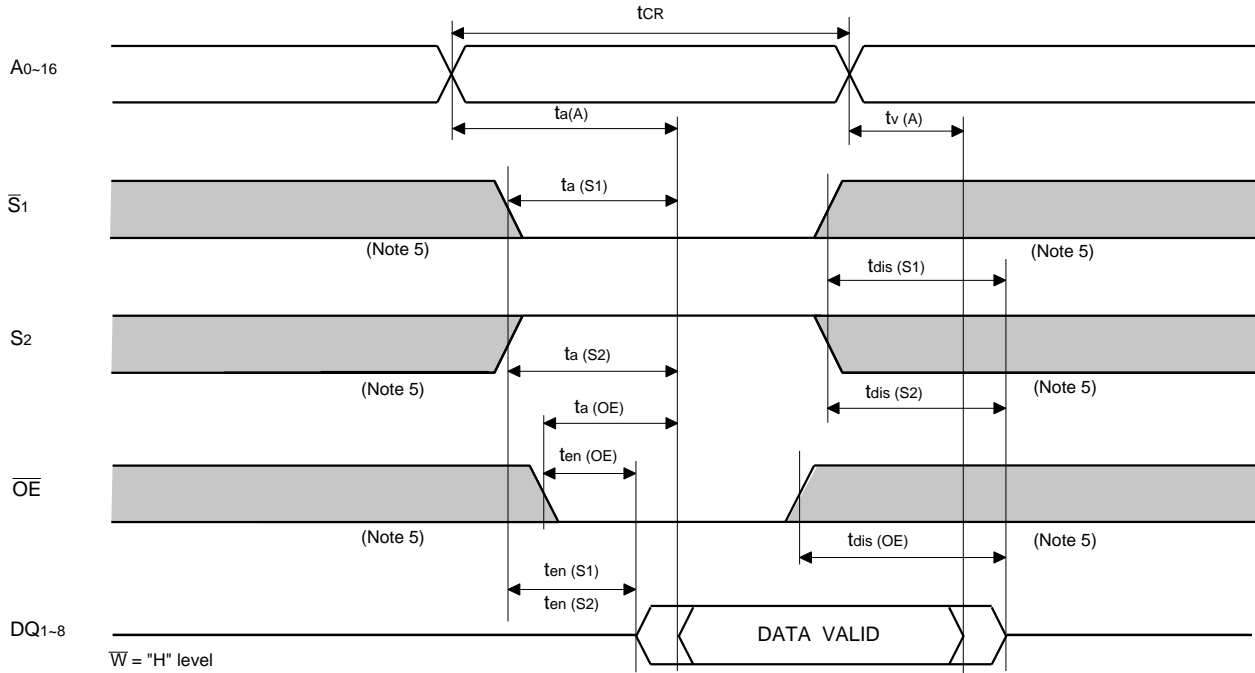 tCR
A0~16
ta(A)
tv (A)
ta (S1)
S̅1
(Note 5)
(Note 5)
tdis (S1)
S2
ta (S2)
(Note 5)
(Note 5)
tdis (S2)
ta (OE)
ten (OE)
O̅E̅
(Note 5)
tdis (OE)
(Note 5)
ten (S1)
ten (S2)
DQ1~8
DATA VALID
W̅ = "H" level